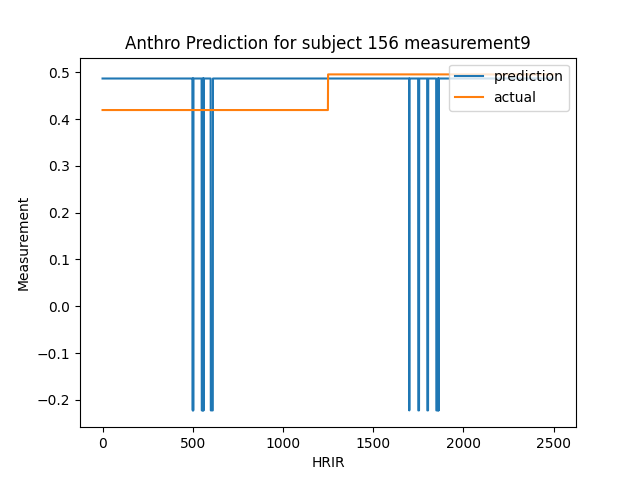 Anthro Prediction for subject 156 measurement9
prediction
actual
0.5
0.4
0.3
0.2
0.1
0.0
−0.1
−0.2
Measurement
0
500
1000
1500
2000
2500
HRIR